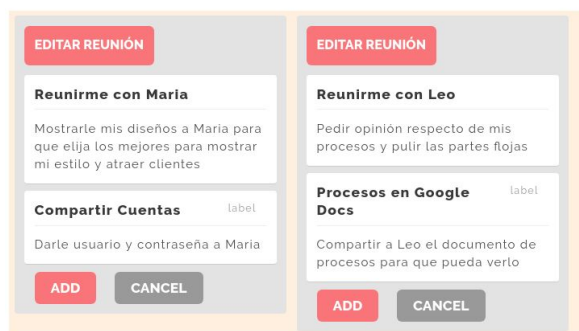 EDITAR REUNIÓN
Reunirme con Maria
Mostrarle mis diseños a Maria para
que elija los mejores para mostrar
mi estilo y atraer clientes
Compartir Cuentas
label
Darle usuario y contraseña a Maria
ADD
CANCEL
EDITAR REUNIÓN
Reunirme con Leo
Pedir opinión respecto de mis
procesos y pulir las partes flojas
Procesos en Google
Docs
label
Compartir a Leo el documento de
procesos para que pueda verlo
ADD
CANCEL